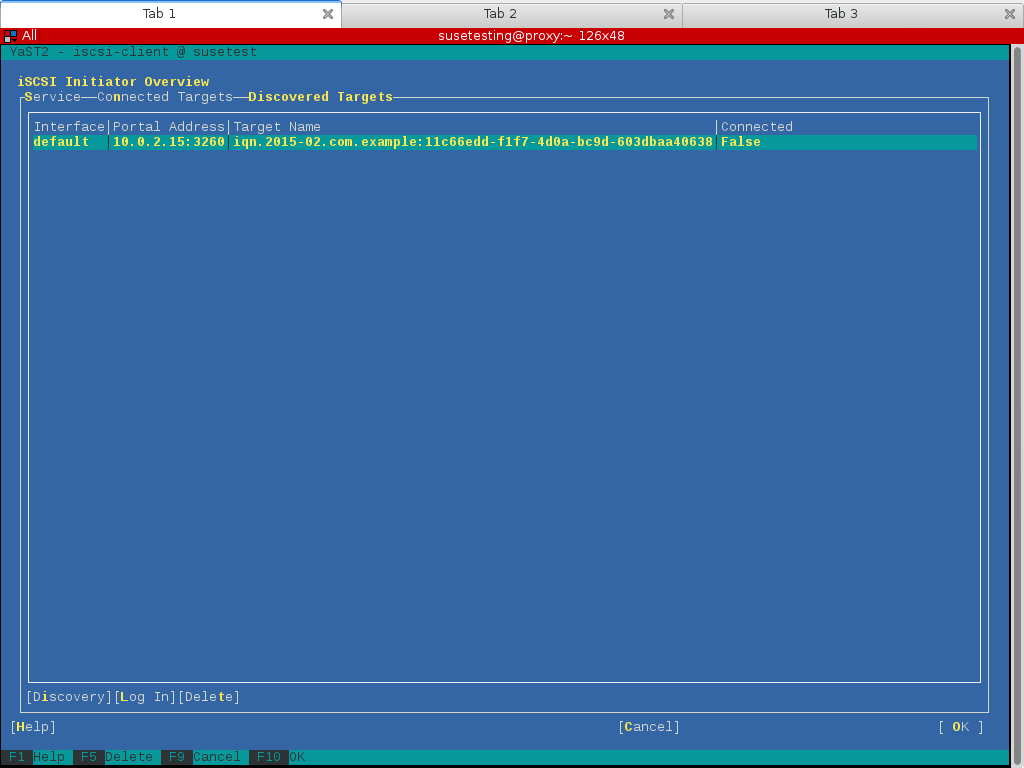 Tab 1 Tab 2 Tab 3
All susetesting@proxy:~ 126x48
YaST2 - iscsi-client @ susetest
iSCSI Initiator Overview
Service Connected Targets Discovered Targets
Interface Portal Address Target Name Connected
default 10.0.2.15:3260 iqn.2015-02.com.example:11c66edd-f1f7-4d0a-bc9d-603dbaa40638 False
[Discovery][Log In][Delete]
[Help] [Cancel] [ OK ]
F1 Help F5 Delete F9 Cancel F10 OK